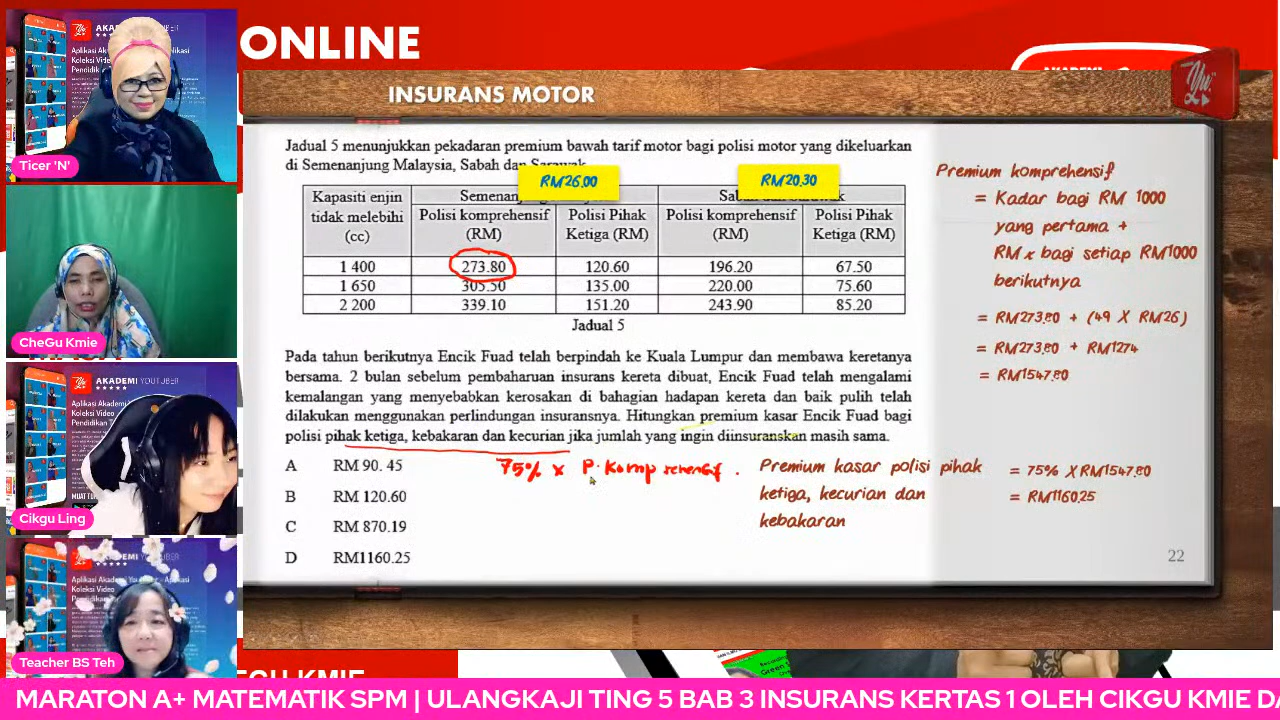 ONLINE
INSURANS MOTOR
Jadual 5 menunjukkan pekadaran premium bawah tarif motor bagi polisi motor yang dikeluarkan
di Semenanjung Malaysia, Sabah dan Sarawak
RM26.00
RM20.30
Kapasiti enjin tidak melebihi (cc)
Polisi komprehensif (RM)
Polisi Pihak Ketiga (RM)
Polisi komprehensif (RM)
Polisi Pihak Ketiga (RM)
1 400 273.80 120.60 196.20 67.50
1 650 305.50 135.00 220.00 75.60
2 200 339.10 151.20 243.90 85.20
Jadual 5
Pada tahun berikutnya Encik Fuad telah berpindah ke Kuala Lumpur dan membawa keretanya
bersama. 2 bulan sebelum pembaharuan insurans kereta dibuat, Encik Fuad telah mengalami
kemalangan yang menyebabkan kerosakan di bahagian hadapan kereta dan baik pulih telah
dilakukan menggunakan perlindungan insuransnya. Hitungkan premium kasar Encik Fuad bagi
polisi pihak ketiga, kebakaran dan kecurian jika jumlah yang ingin diinsuranskan masih sama.
A RM 90. 45
B RM 120.60
C RM 870.19
D RM1160.25
75% x P. Komprehensif.
Premium komprehensif
= Kadar bagi RM 1000
yang pertama +
RMx bagi setiap RM1000
berikutnya
= RM273.80 + (49 X RM26)
= RM273.80 + RM1274
= RM1547.80
Premium kasar polisi pihak
ketiga, kecurian dan
kebakaran
= 75% X RM1547.80
= RM1160.25
22
Ticer 'N'
CheGu Kmie
Cikgu Ling
Teacher BS Teh
MARATON A+ MATEMATIK SPM | ULANGKAJI TING 5 BAB 3 INSURANS KERTAS 1 OLEH CIKGU KMIE